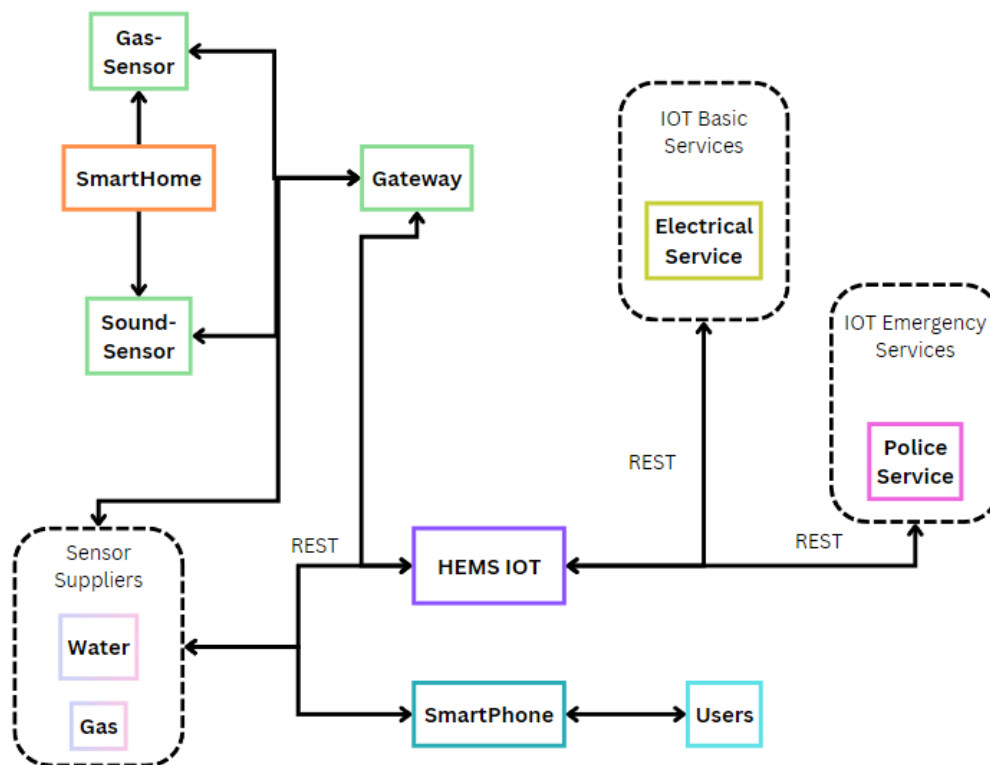 Gas-
Sensor
SmartHome
Gateway
Sound-
Sensor
IOT Basic
Services
Electrical
Service
IOT Emergency
Services
Police
Service
REST
REST
REST
Sensor
Suppliers
Water
Gas
HEMS IOT
SmartPhone
Users